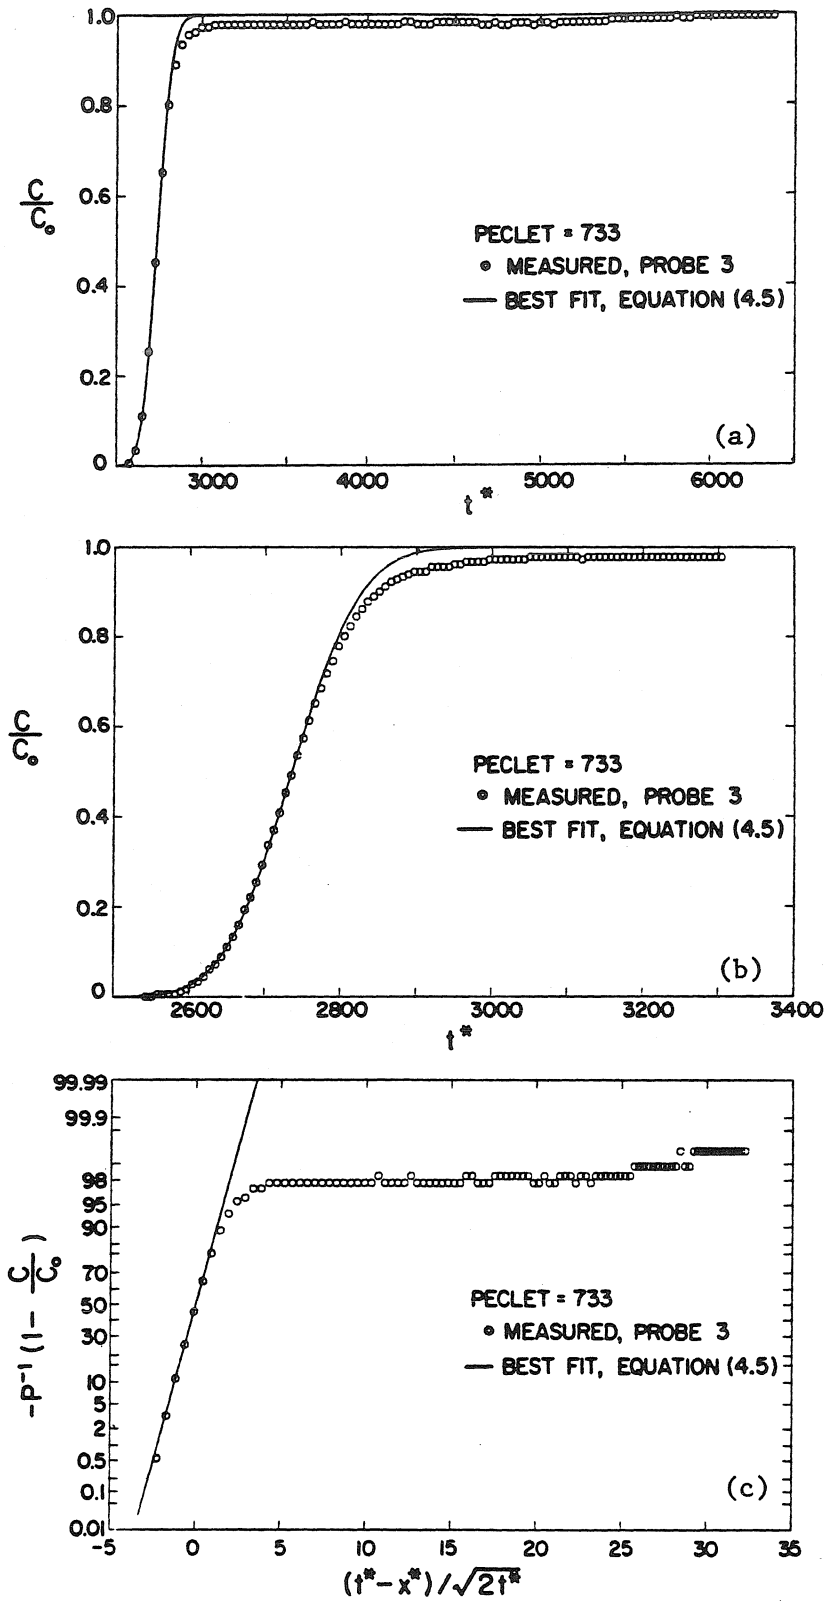 1.0
0.8
0.6
0.4
0.2
0
C
C₀
PECLET = 733
MEASURED, PROBE 3
BEST FIT, EQUATION (4.5)
(a)
3000 4000 5000 6000
t*
1.0
0.8
0.6
0.4
0.2
0
C
C₀
PECLET = 733
MEASURED, PROBE 3
BEST FIT, EQUATION (4.5)
(b)
2600 2800 3000 3200 3400
t*
99.99
99.9
98
95
90
70
50
30
10
5
2
0.5
0.1
0.01
-P⁻¹(1- C/C₀)
PECLET = 733
MEASURED, PROBE 3
BEST FIT, EQUATION (4.5)
(c)
-5 0 5 10 15 20 25 30 35
(t*-x*)/√2t*